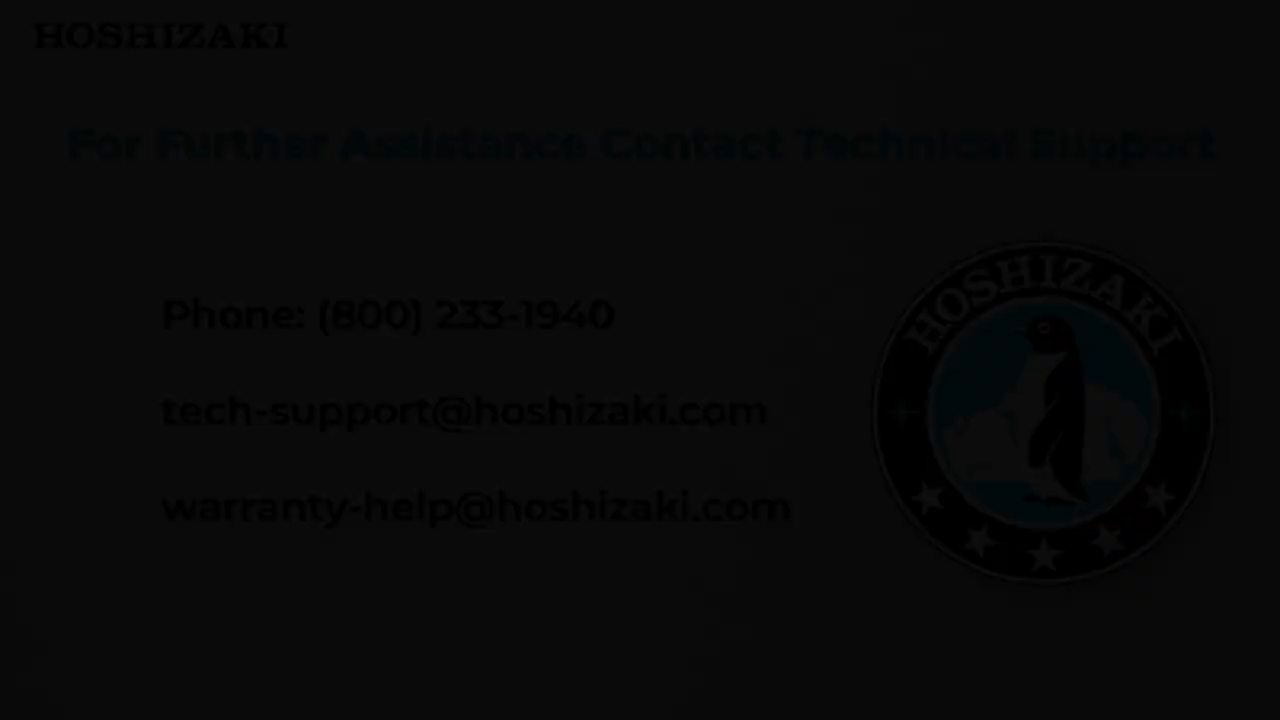 HOSHIZAKI
For Further Assistance Contact Technical Support
Phone: (800) 233-1940
tech-support@hoshizaki.com
warranty-help@hoshizaki.com
HOSHIZAKI